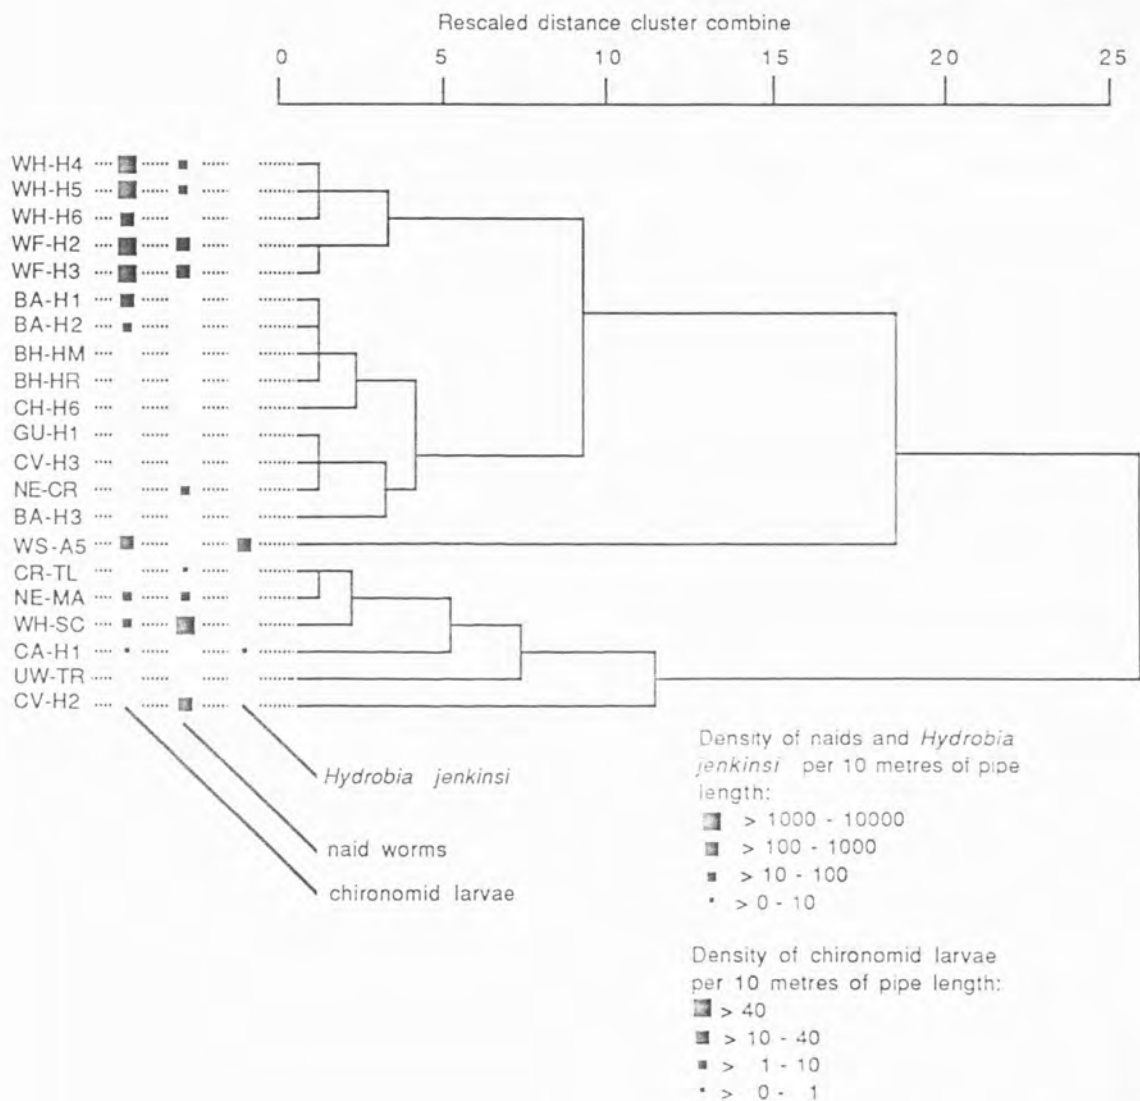 Rescaled distance cluster combine
0 5 10 15 20 25
WH-H4
WH-H5
WH-H6
WF-H2
WF-H3
BA-H1
BA-H2
BH-HM
BH-HR
CH-H6
GU-H1
CV-H3
NE-CR
BA-H3
WS-A5
CR-TL
NE-MA
WH-SC
CA-H1
UW-TR
CV-H2
Hydrobia jenkinsi
naid worms
chironomid larvae
Density of naids and Hydrobia
jenkinsi per 10 metres of pipe
length:
> 1000 - 10000
> 100 - 1000
> 10 - 100
> 0 - 10
Density of chironomid larvae
per 10 metres of pipe length:
> 40
> 10 - 40
> 1 - 10
> 0 - 1